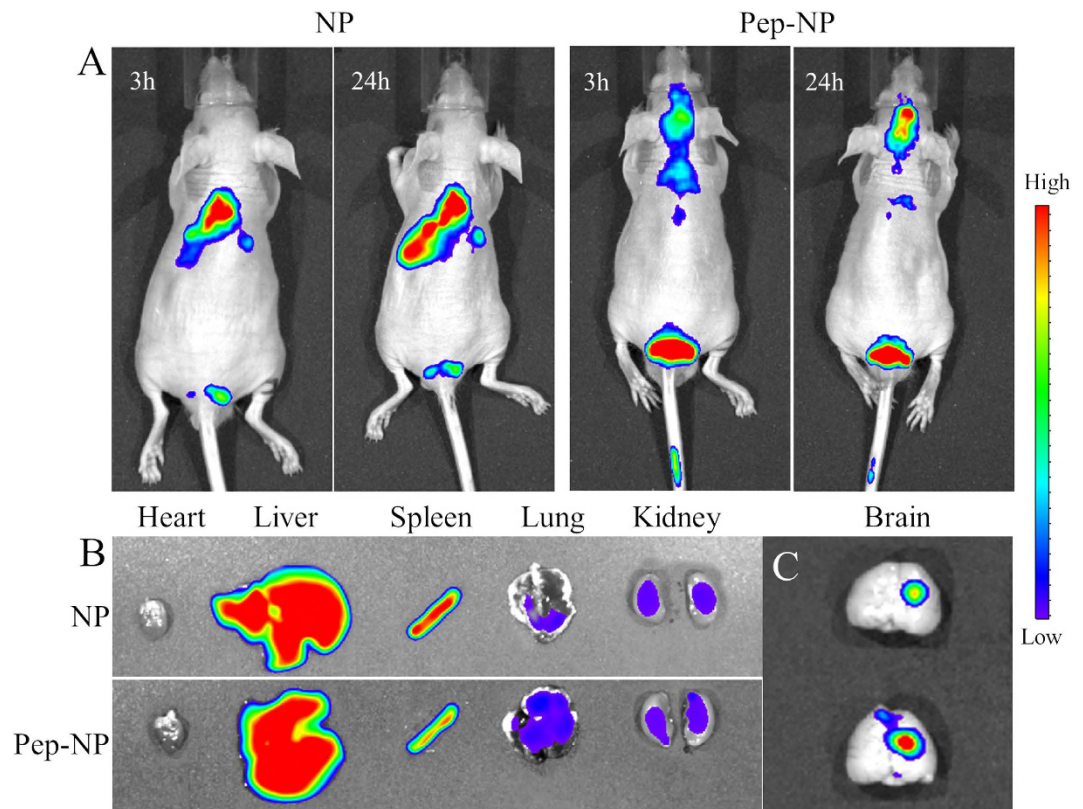 NP
Pep-NP
A
3h
24h
3h
24h
High
Low
Heart
Liver
Spleen
Lung
Kidney
Brain
B
C
NP
Pep-NP